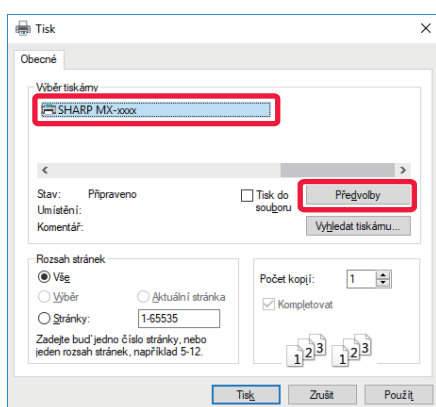 Tisk
Obecné
Výběr tiskárny
SHARP MX-xxxx
Stav: Připraveno
Umístění:
Komentář:
Tisk do souboru
Předvolby
Vyhledat tiskárnu...
Rozsah stránek
Vše
Výběr
Aktuální stránka
Stránky: 1-65535
Zadejte buď jedno číslo stránky, nebo
jeden rozsah stránek, například 5-12.
Počet kopií: 1
Kompletovat
1 2 3 1 2 3
Tisk Zrušit Použít